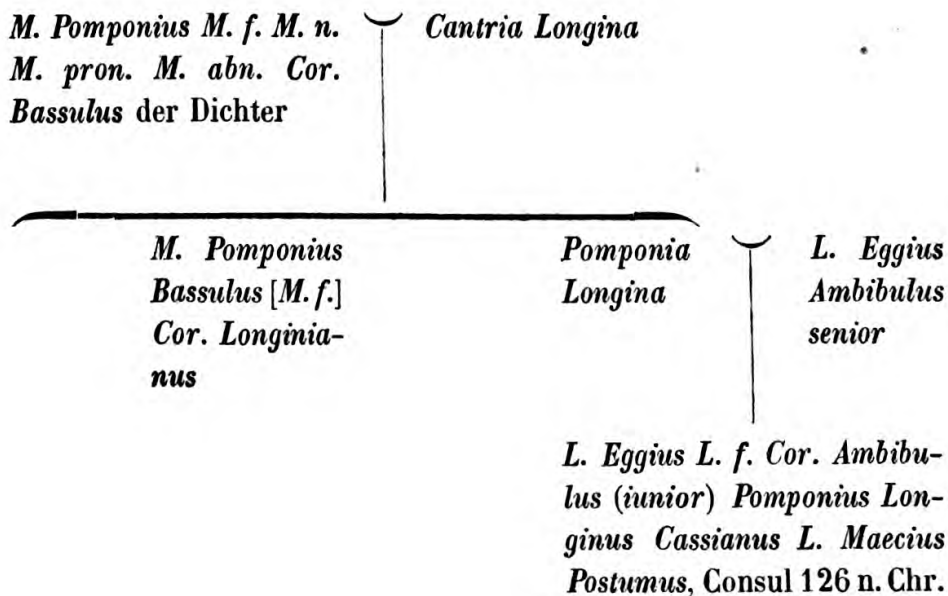 M. Pomponius M. f. M. n.
M. pron. M. abn. Cor.
Bassulus der Dichter
Cantria Longina
M. Pomponius
Bassulus [M. f.]
Cor. Longinia-
nus
Pomponia
Longina
L. Eggius
Ambibulus
senior
L. Eggius L. f. Cor. Ambibu-
lus (iunior) Pomponius Lon-
ginus Cassianus L. Maecius
Postumus, Consul 126 n. Chr.